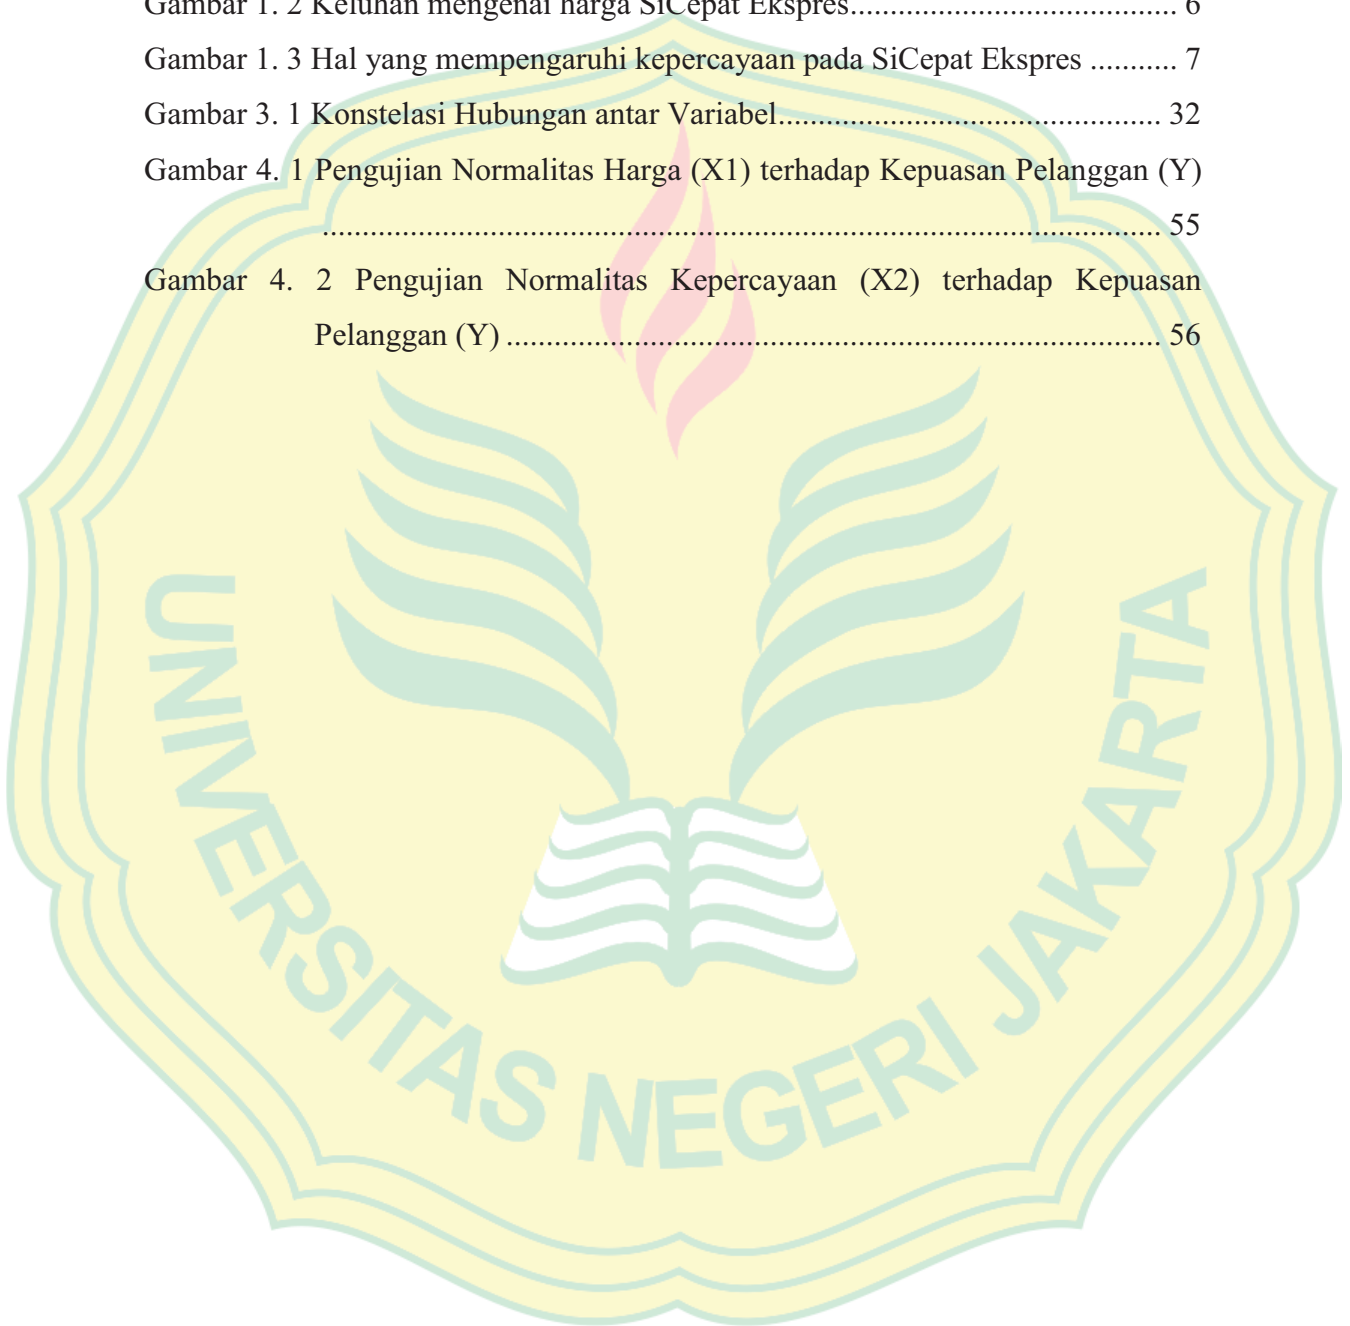 Gambar 1. 2 Keluhan mengenai harga SiCepat Ekspres......................................... 6
Gambar 1. 3 Hal yang mempengaruhi kepercayaan pada SiCepat Ekspres ........... 7
Gambar 3. 1 Konstelasi Hubungan antar Variabel................................................ 32
Gambar 4. 1 Pengujian Normalitas Harga (X1) terhadap Kepuasan Pelanggan (Y)
......................................................................................................... 55
Gambar 4. 2 Pengujian Normalitas Kepercayaan (X2) terhadap Kepuasan
Pelanggan (Y) .................................................................................. 56
UNIVERSITAS NEGERI JAKARTA